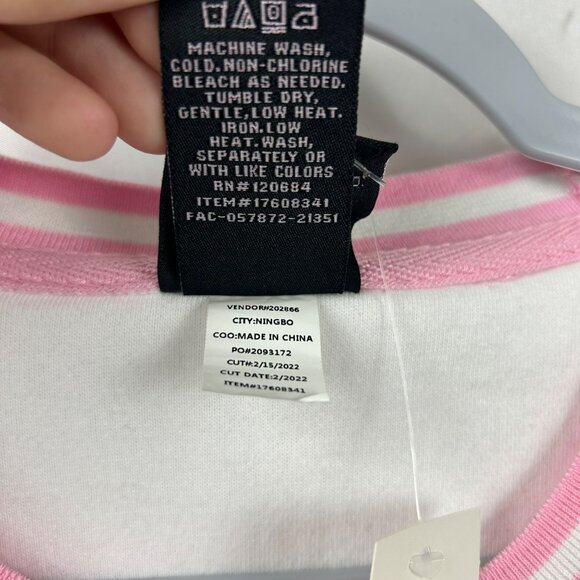 MACHINE WASH,
COLD.NON-CHLORINE
BLEACH AS NEEDED.
TUMBLE DRY,
GENTLE,LOW HEAT.
IRON.LOW
HEAT.WASH,
SEPARATELY OR
WITH LIKE COLORS
RN#120684
ITEM#17608341
FAC-057872-21351
VENDOR#202866
CITY:NINGBO
COO:MADE IN CHINA
PO#2093172
CUT#:2/15/2022
CUT DATE:2/2022
ITEM#17608341